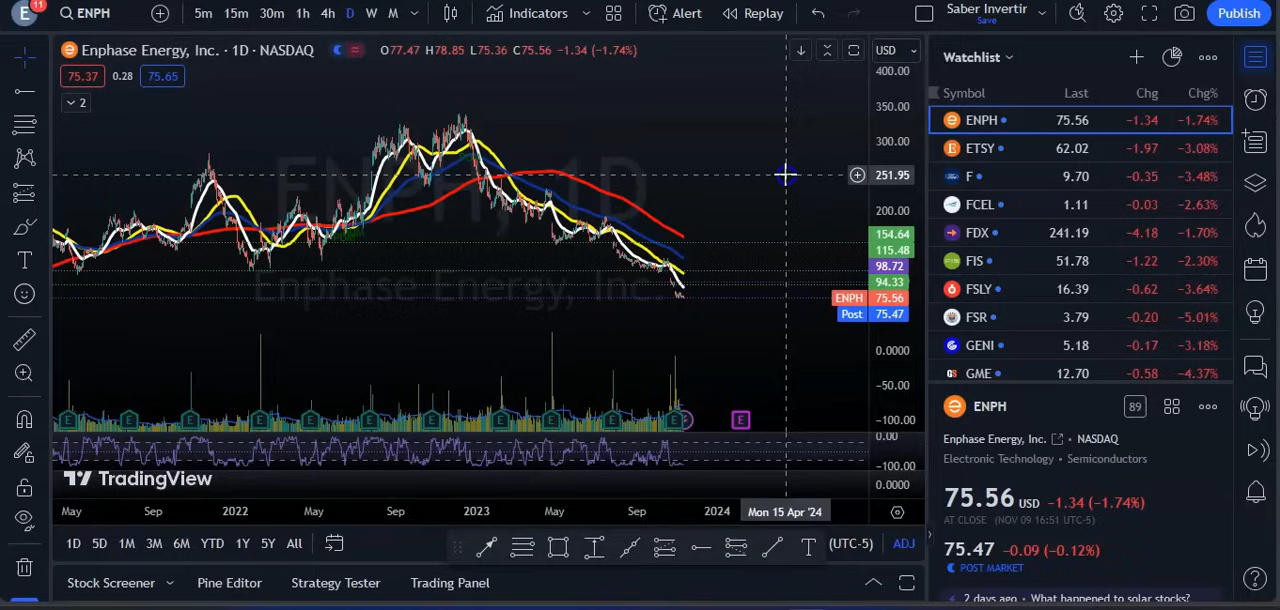 E
11
ENPH
5m 15m 30m 1h 4h D W M
Indicators
Alert
Replay
Saber Invertir
Save
Publish
Enphase Energy, Inc. · 1D · NASDAQ
O77.47 H78.85 L75.36 C75.56 −1.34 (−1.74%)
USD
75.37 0.28 75.65
2
400.00
350.00
300.00
251.95
200.00
154.64
115.48
98.72
94.33
ENPH 75.56
Post 75.47
0.0000
−50.00
−100.00
0.00
−100.00
0.0000
ENPH, 1D
Enphase Energy, Inc.
E E E E E E E E E E E E
TradingView
May Sep 2022 May Sep 2023 May Sep 2024 Mon 15 Apr '24
1D 5D 1M 3M 6M YTD 1Y 5Y All
T
(UTC-5) ADJ
Stock Screener Pine Editor Strategy Tester Trading Panel
Watchlist
Symbol Last Chg Chg%
ENPH 75.56 −1.34 −1.74%
ETSY 62.02 −1.97 −3.08%
F 9.70 −0.35 −3.48%
FCEL 1.11 −0.03 −2.63%
FDX 241.19 −4.18 −1.70%
FIS 51.78 −1.22 −2.30%
FSLY 16.39 −0.62 −3.64%
FSR 3.79 −0.20 −5.01%
GENI 5.18 −0.17 −3.18%
GME 12.70 −0.58 −4.37%
ENPH
89
Enphase Energy, Inc. • NASDAQ
Electronic Technology • Semiconductors
75.56 USD −1.34 (−1.74%)
AT CLOSE (NOV 09 16:51 UTC-5)
75.47 −0.09 (−0.12%)
POST MARKET
2 days ago • What happened to solar stocks?